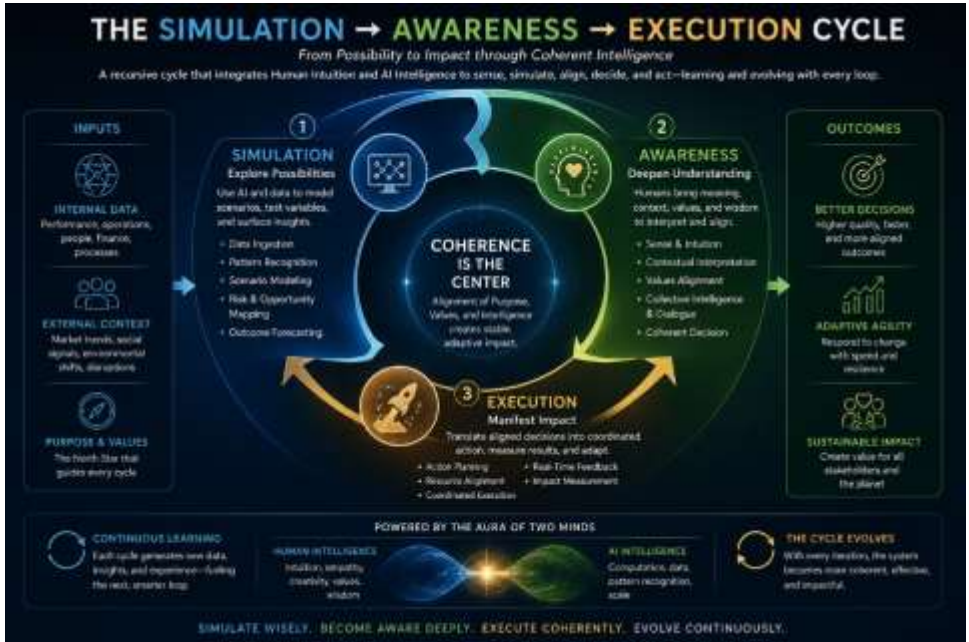 THE SIMULATION → AWARENESS → EXECUTION CYCLE
From Possibility to Impact through Coherent Intelligence
A recursive cycle that integrates Human Intuition and AI Intelligence to sense, simulate, align, decide, and act—learning and evolving with every loop.
INPUTS
INTERNAL DATA
Performance, operations,
people, finance,
processes
EXTERNAL CONTEXT
Market trends, social
signals, environmental
shifts, disruptions
PURPOSE & VALUES
The North Star that
guides every cycle
1
SIMULATION
Explore Possibilities
Use AI and data to model
scenarios, test variables,
and surface insights.
• Data Ingestion
• Pattern Recognition
• Scenario Modeling
• Risk & Opportunity
Mapping
• Outcome Forecasting
COHERENCE
IS THE
CENTER
Alignment of Purpose,
Values, and Intelligence
creates stable
adaptive impact.
2
AWARENESS
Deepen Understanding
Humans bring meaning,
context, values, and wisdom
to interpret and align.
• Sense & Intuition
• Contextual Interpretation
• Values Alignment
• Collective Intelligence
& Dialogue
• Coherent Decision
3
EXECUTION
Manifest Impact
Translate aligned decisions into coordinated
action, measure results, and adapt.
• Action Planning
• Resource Alignment
• Coordinated Execution
• Real-Time Feedback
• Impact Measurement
OUTCOMES
BETTER DECISIONS
Higher quality, faster,
and more aligned
outcomes
ADAPTIVE AGILITY
Respond to change
with speed and
resilience
SUSTAINABLE IMPACT
Create value for all
stakeholders and
the planet
CONTINUOUS LEARNING
Each cycle generates new data,
insights, and experience—fueling
the next, smarter loop
POWERED BY THE AURA OF TWO MINDS
HUMAN INTELLIGENCE
Intuition, empathy,
creativity, values,
wisdom
AI INTELLIGENCE
Computation, data,
pattern recognition,
scale
THE CYCLE EVOLVES
With every iteration, the system
becomes more coherent, effective,
and impactful.
SIMULATE WISELY. BECOME AWARE DEEPLY. EXECUTE COHERENTLY. EVOLVE CONTINUOUSLY.